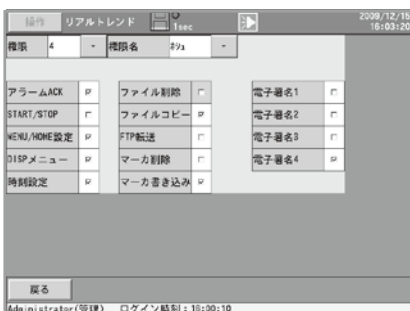 操作 リアルトレンド 1sec 2009/12/15
16:03:20
権限 4 権限名 ﾎｼｭ
アラームACK ファイル削除 電子署名1
START/STOP ファイルコピー 電子署名2
MENU/HOME設定 FTP転送 電子署名3
DISPメニュー マーカ削除 電子署名4
時刻設定 マーカ書き込み
戻る
Administrator(管理) ログイン時刻:16:00:10